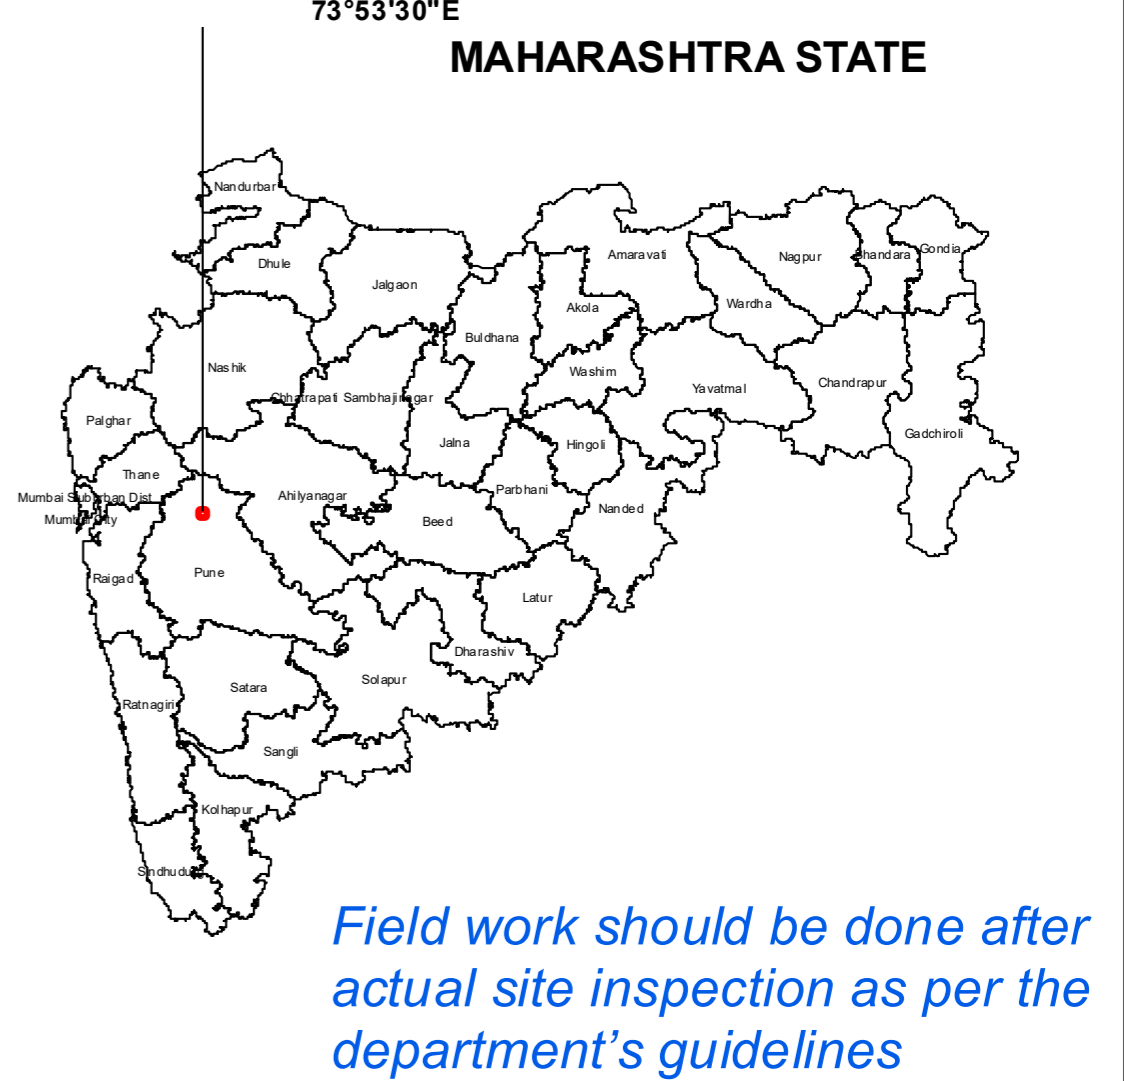 73°53'30"E
MAHARASHTRA STATE
Nandurbar
Dhule
Jalgaon
Amaravati
Nagpur
Bhandara
Gondia
Akola
Wardha
Buldhana
Nashik
Washim
Yavatmal
Chandrapur
Chhatrapati Sambhajinagar
Palghar
Jalna
Hingoli
Gadchiroli
Thane
Mumbai Suburban Dist
Ahilyanagar
Parbhani
Mumbai City
Beed
Nanded
Raigad
Pune
Latur
Dharashiv
Solapur
Satara
Ratnagiri
Sangli
Kolhapur
Field work should be done after
actual site inspection as per the
department’s guidelines